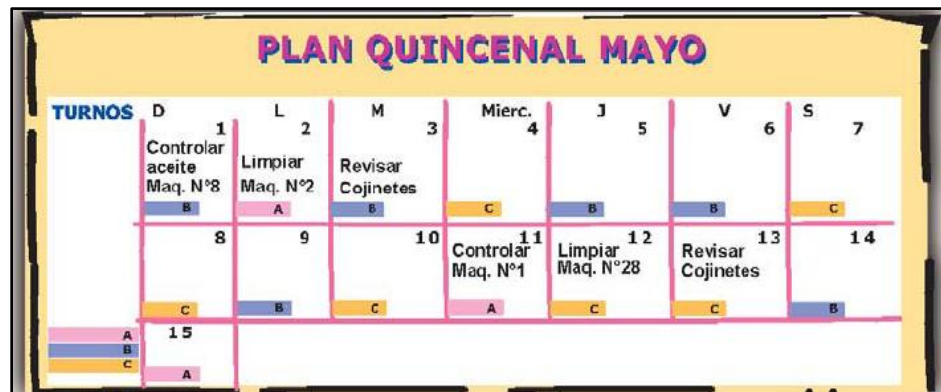 PLAN QUINCENAL MAYO
TURNOS D L M Mierc. J V S
1 2 3 4 5 6 7
Controlar
aceite
Maq. N°8
Limpiar
Maq. N°2
Revisar
Cojinetes
B A B C B B C
8 9 10 11 12 13 14
Controlar
Maq. N°1
Limpiar
Maq. N°28
Revisar
Cojinetes
C B C A C C B
A
B
C
15
A